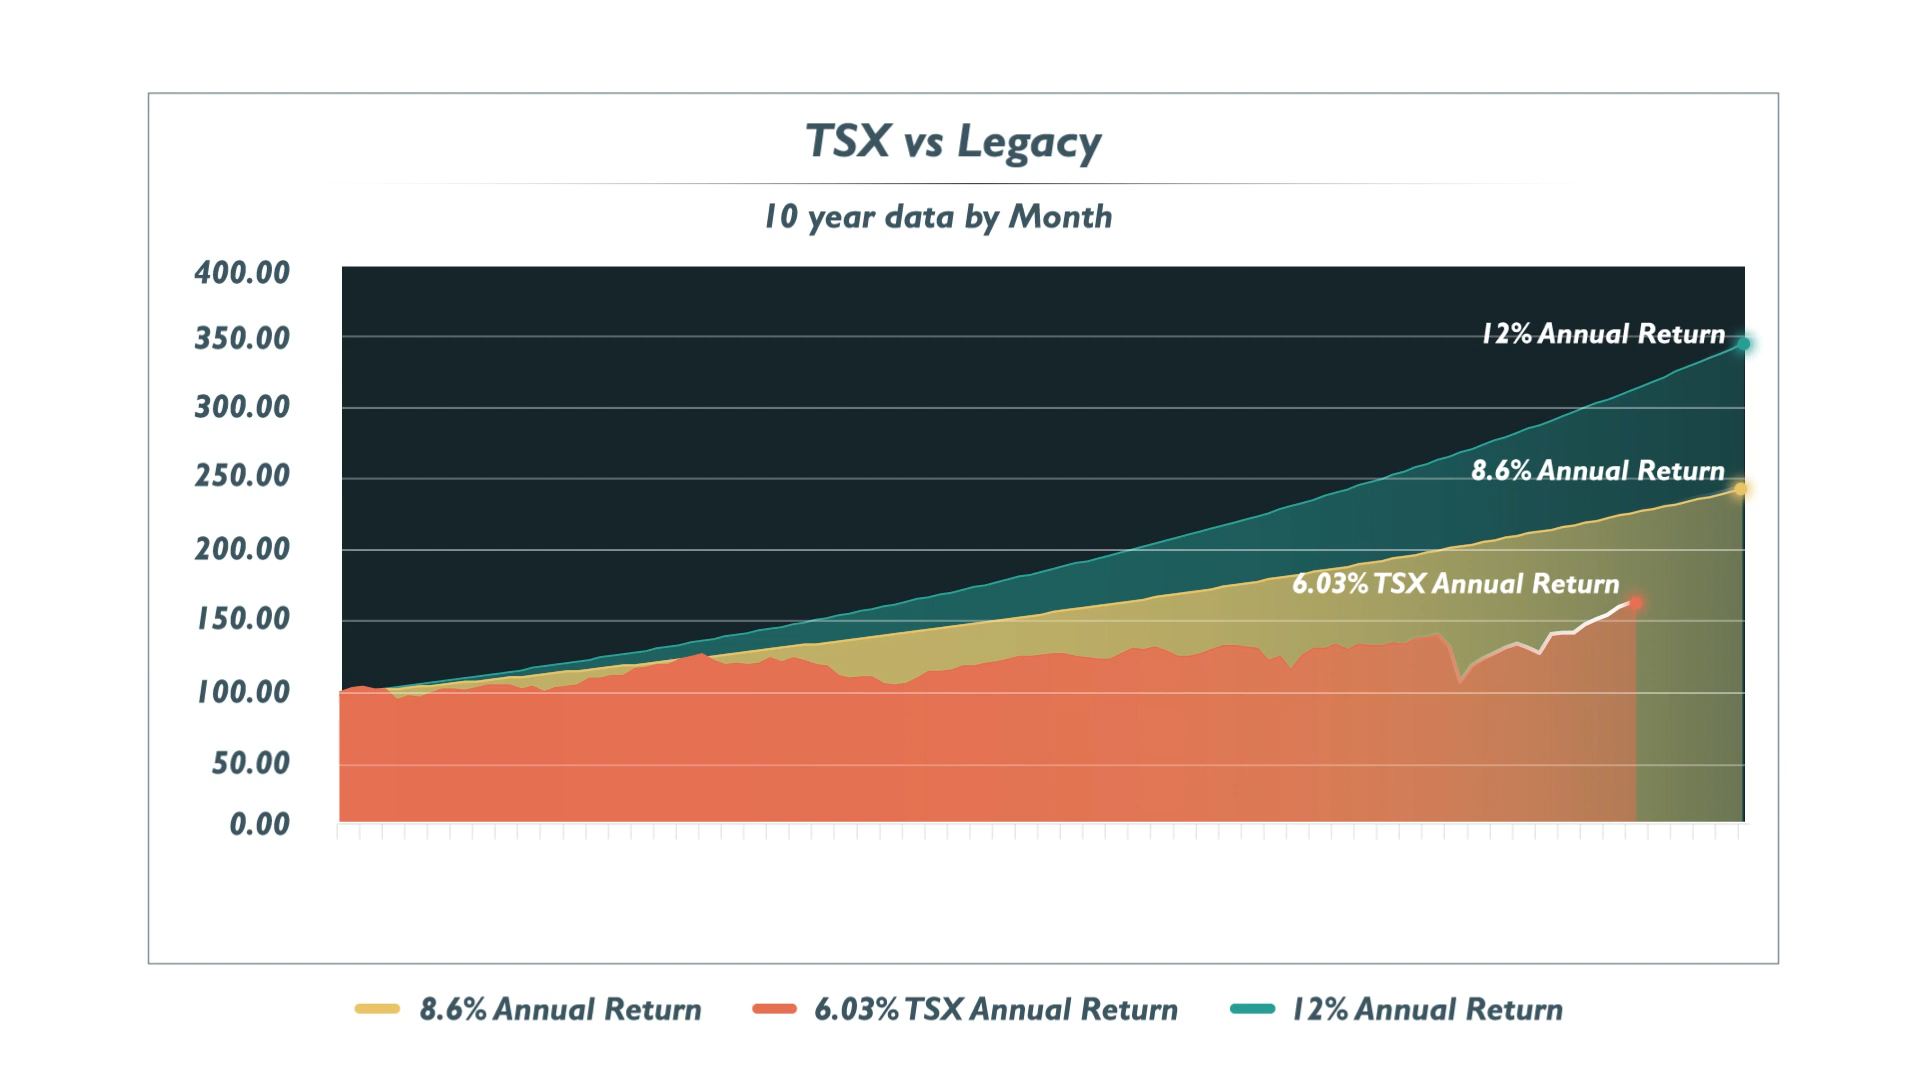 TSX vs Legacy
10 year data by Month
400.00
350.00
12% Annual Return
300.00
250.00
8.6% Annual Return
200.00
6.03% TSX Annual Return
150.00
100.00
50.00
0.00
8.6% Annual Return
6.03% TSX Annual Return
12% Annual Return